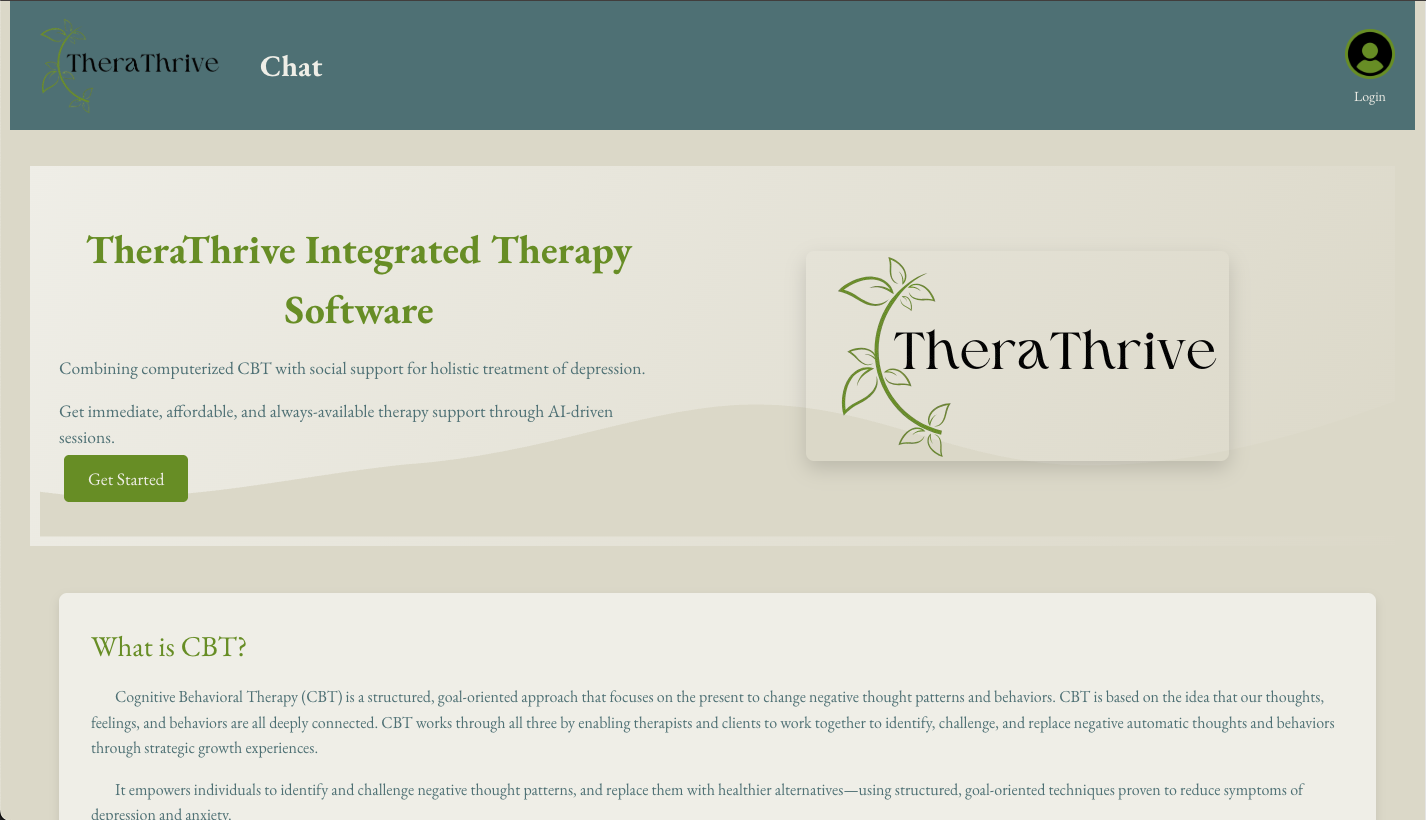 TheraThrive
Chat
Login
TheraThrive Integrated Therapy
Software
Combining computerized CBT with social support for holistic treatment of depression.
Get immediate, affordable, and always-available therapy support through AI-driven
sessions.
Get Started
TheraThrive
What is CBT?
Cognitive Behavioral Therapy (CBT) is a structured, goal-oriented approach that focuses on the present to change negative thought patterns and behaviors. CBT is based on the idea that our thoughts,
feelings, and behaviors are all deeply connected. CBT works through all three by enabling therapists and clients to work together to identify, challenge, and replace negative automatic thoughts and behaviors
through strategic growth experiences.
It empowers individuals to identify and challenge negative thought patterns, and replace them with healthier alternatives—using structured, goal-oriented techniques proven to reduce symptoms of
depression and anxiety.